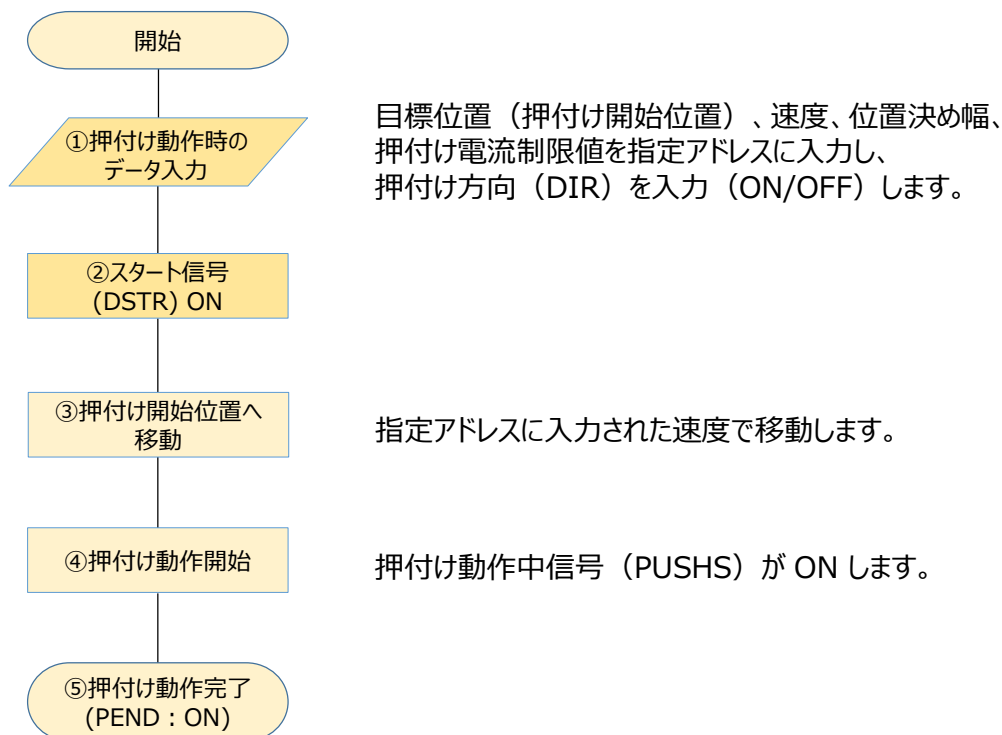 開始
①押付け動作時の
データ入力
目標位置（押付け開始位置）、速度、位置決め幅、
押付け電流制限値を指定アドレスに入力し、
押付け方向（DIR）を入力（ON/OFF）します。
②スタート信号
(DSTR) ON
③押付け開始位置へ
移動
指定アドレスに入力された速度で移動します。
④押付け動作開始
押付け動作中信号（PUSHS）が ON します。
⑤押付け動作完了
(PEND：ON)